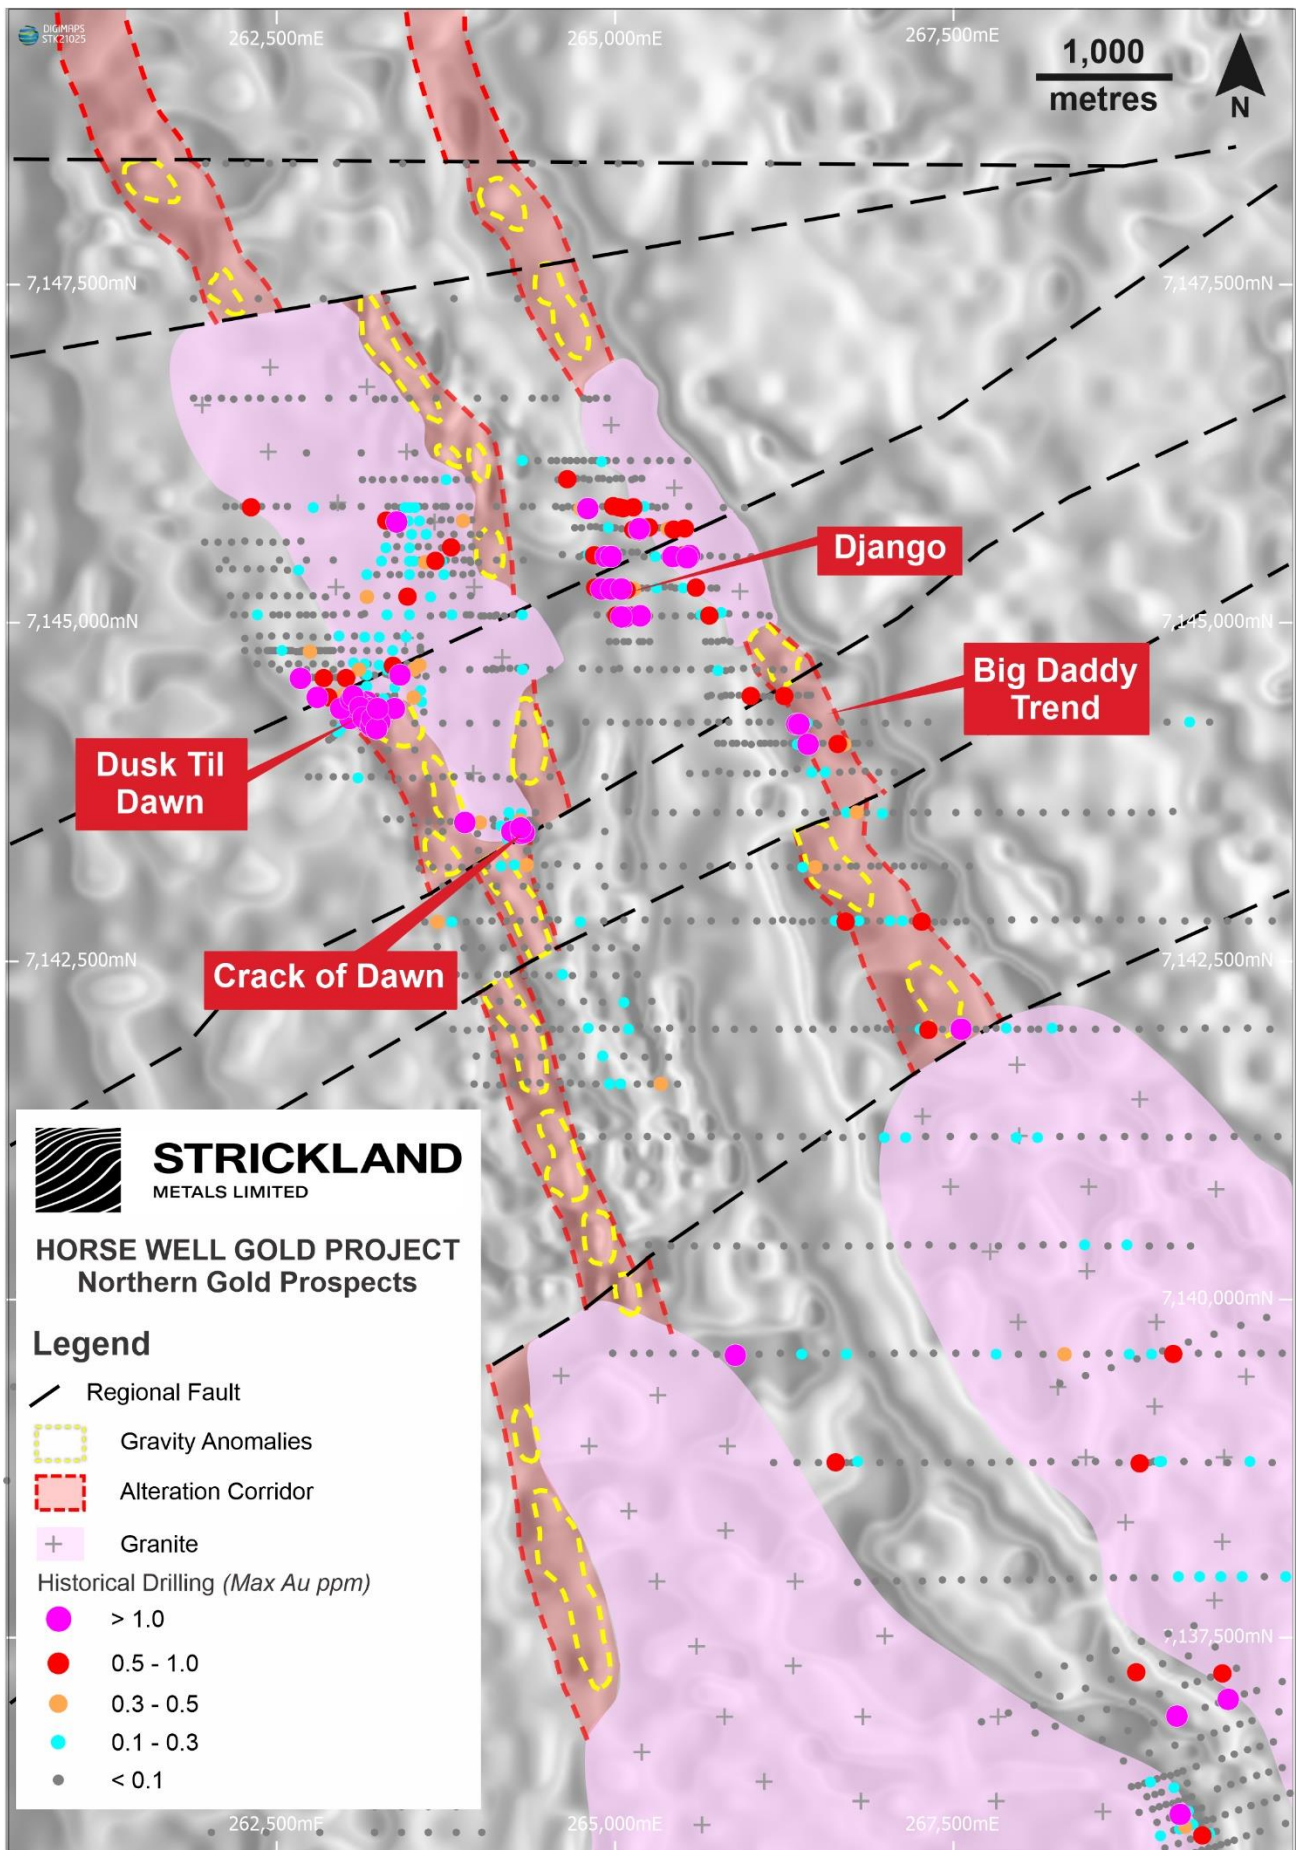 DIGIMAPS
STK21025
262,500mE
265,000mE
267,500mE
1,000
metres
N
7,147,500mN
7,147,500mN
Django
7,145,000mN
7,145,000mN
Big Daddy
Trend
Dusk Til
Dawn
Crack of Dawn
7,142,500mN
7,142,500mN
STRICKLAND
METALS LIMITED
HORSE WELL GOLD PROJECT
Northern Gold Prospects
7,140,000mN
Legend
Regional Fault
Gravity Anomalies
Alteration Corridor
Granite
Historical Drilling (Max Au ppm)
> 1.0
0.5 - 1.0
0.3 - 0.5
0.1 - 0.3
< 0.1
7,137,500mN
262,500mE
265,000mE
267,500mE